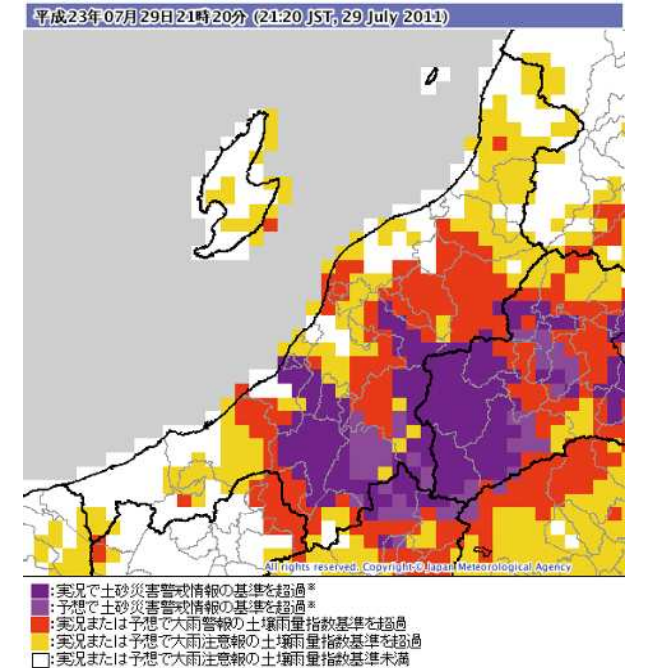 平成23年07月29日21時20分 (21:20 JST, 29 July 2011)
All rights reserved. Copyright © Japan Meteorological Agency
:実況で土砂災害警戒情報の基準を超過※
:予想で土砂災害警戒情報の基準を超過※
:実況または予想で大雨警報の土壌雨量指数基準を超過
:実況または予想で大雨注意報の土壌雨量指数基準を超過
:実況または予想で大雨注意報の土壌雨量指数基準未満